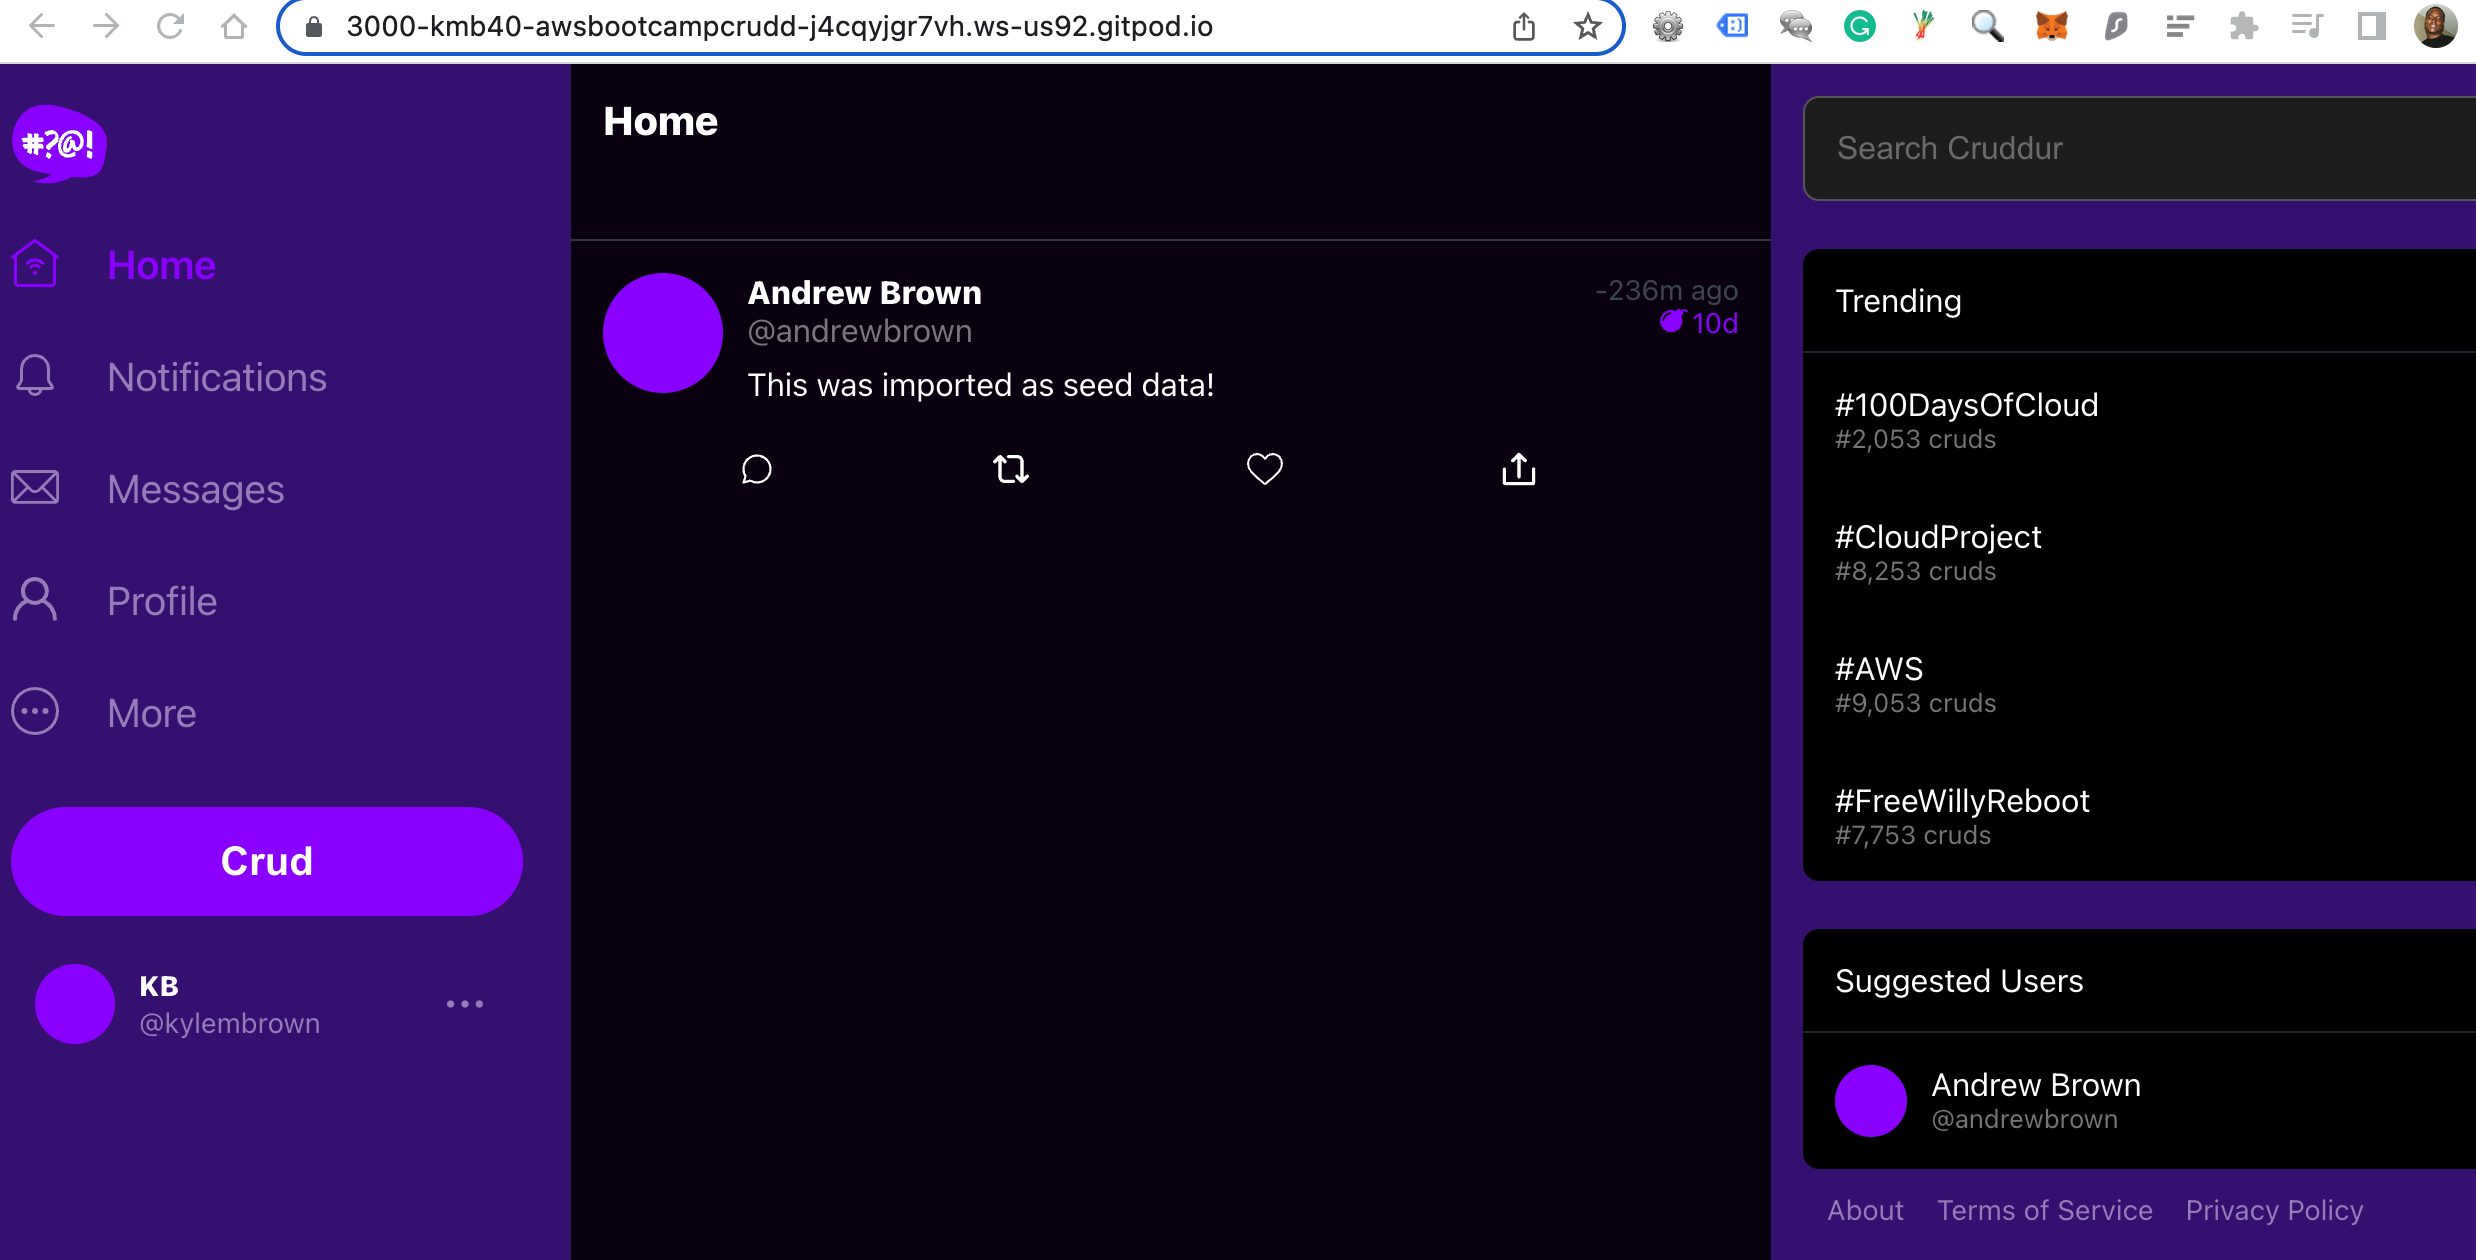 3000-kmb40-awsbootcampcrudd-j4cqyjgr7vh.ws-us92.gitpod.io
#?@!
Home
Notifications
Messages
Profile
More
Crud
KB
@kylembrown
Home
Andrew Brown
-236m ago
@andrewbrown
10d
This was imported as seed data!
Search Cruddur
Trending
#100DaysOfCloud
#2,053 cruds
#CloudProject
#8,253 cruds
#AWS
#9,053 cruds
#FreeWillyReboot
#7,753 cruds
Suggested Users
Andrew Brown
@andrewbrown
About Terms of Service Privacy Policy